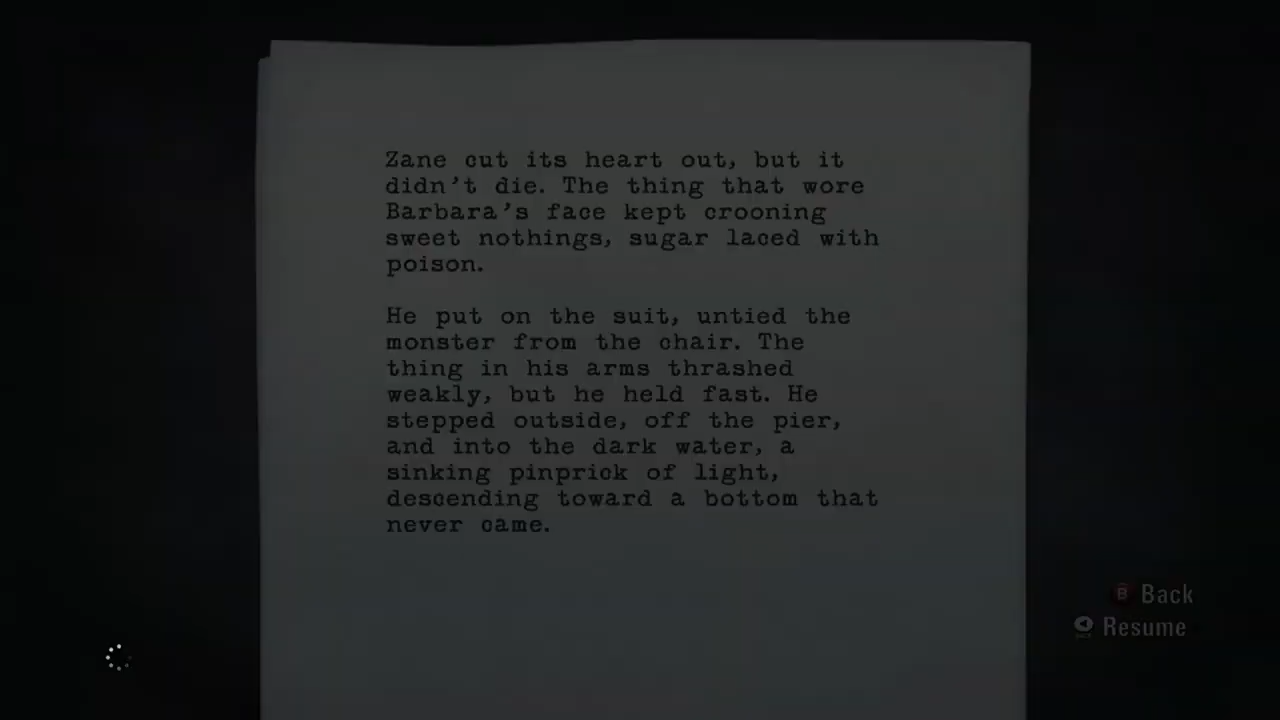 Zane cut its heart out, but it
didn't die. The thing that wore
Barbara's face kept crooning
sweet nothings, sugar laced with
poison.
He put on the suit, untied the
monster from the chair. The
thing in his arms thrashed
weakly, but he held fast. He
stepped outside, off the pier,
and into the dark water, a
sinking pinprick of light,
descending toward a bottom that
never came.
B Back
Resume